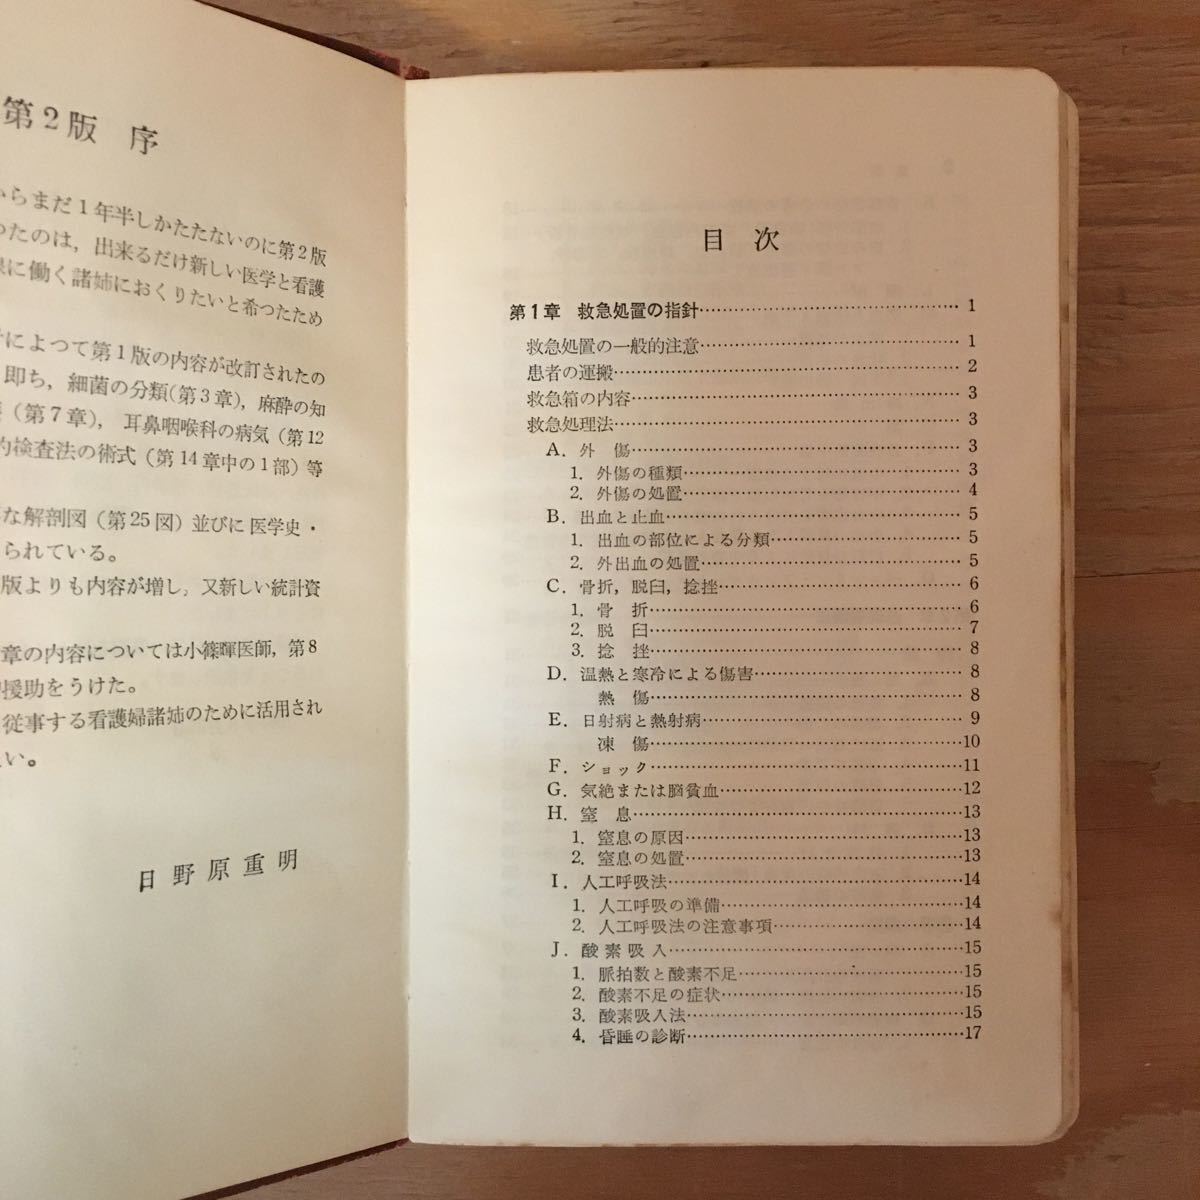 第2版 序
らまだ1年半しかたたないのに第2版
つたのは，出来るだけ新しい医学と看護
に働く諸姉におくりたいと希つたため
によつて第1版の内容が改訂されたの
即ち，細菌の分類(第3章)，麻酔の知
(第7章)， 耳鼻咽喉科の病気(第12
的検査法の術式(第14章中の1部)等
な解剖図(第25図)並びに医学史・
られている。
版よりも内容が増し，又新しい統計資
章の内容については小篠暉医師，第8
援助をうけた。
従事する看護婦諸姉のために活用され
い。
日野原重明
目次
第1章 救急処置の指針…………1
救急処置の一般的注意…………1
患者の運搬…………2
救急箱の内容…………3
救急処理法…………3
A．外傷…………3
1．外傷の種類…………3
2．外傷の処置…………4
B．出血と止血…………5
1．出血の部位による分類…………5
2．外出血の処置…………5
C．骨折，脱臼，捻挫…………6
1．骨折…………6
2．脱臼…………7
3．捻挫…………8
D．温熱と寒冷による傷害…………8
熱傷…………8
E．日射病と熱射病…………9
凍傷…………10
F．ショック…………11
G．気絶または脳貧血…………12
H．窒息…………13
1．窒息の原因…………13
2．窒息の処置…………13
I．人工呼吸法…………14
1．人工呼吸の準備…………14
2．人工呼吸法の注意事項…………14
J．酸素吸入…………15
1．脈拍数と酸素不足…………15
2．酸素不足の症状…………15
3．酸素吸入法…………15
4．昏睡の診断…………17